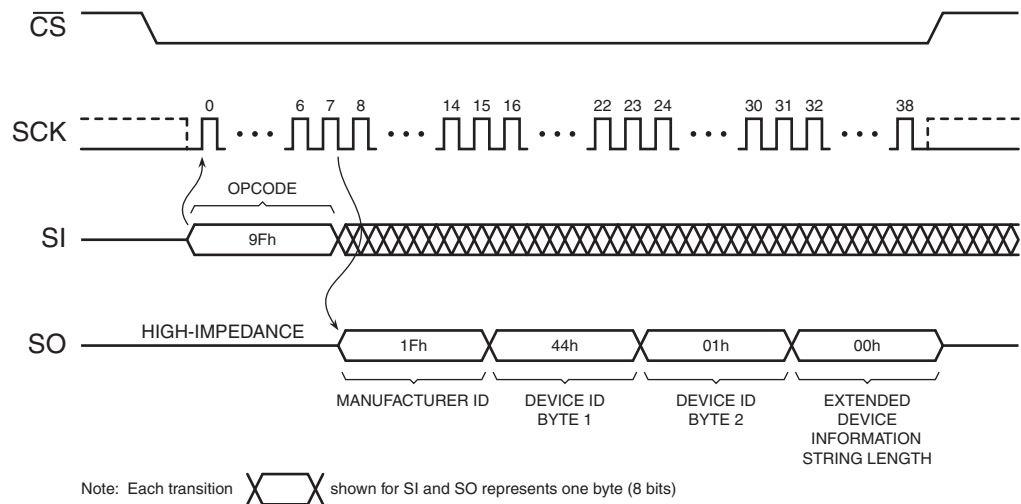 CS
0 6 7 8 14 15 16 22 23 24 30 31 32 38
SCK
OPCODE
SI
9Fh
HIGH-IMPEDANCE
SO
1Fh 44h 01h 00h
MANUFACTURER ID
DEVICE ID
BYTE 1
DEVICE ID
BYTE 2
EXTENDED
DEVICE
INFORMATION
STRING LENGTH
Note: Each transition shown for SI and SO represents one byte (8 bits)